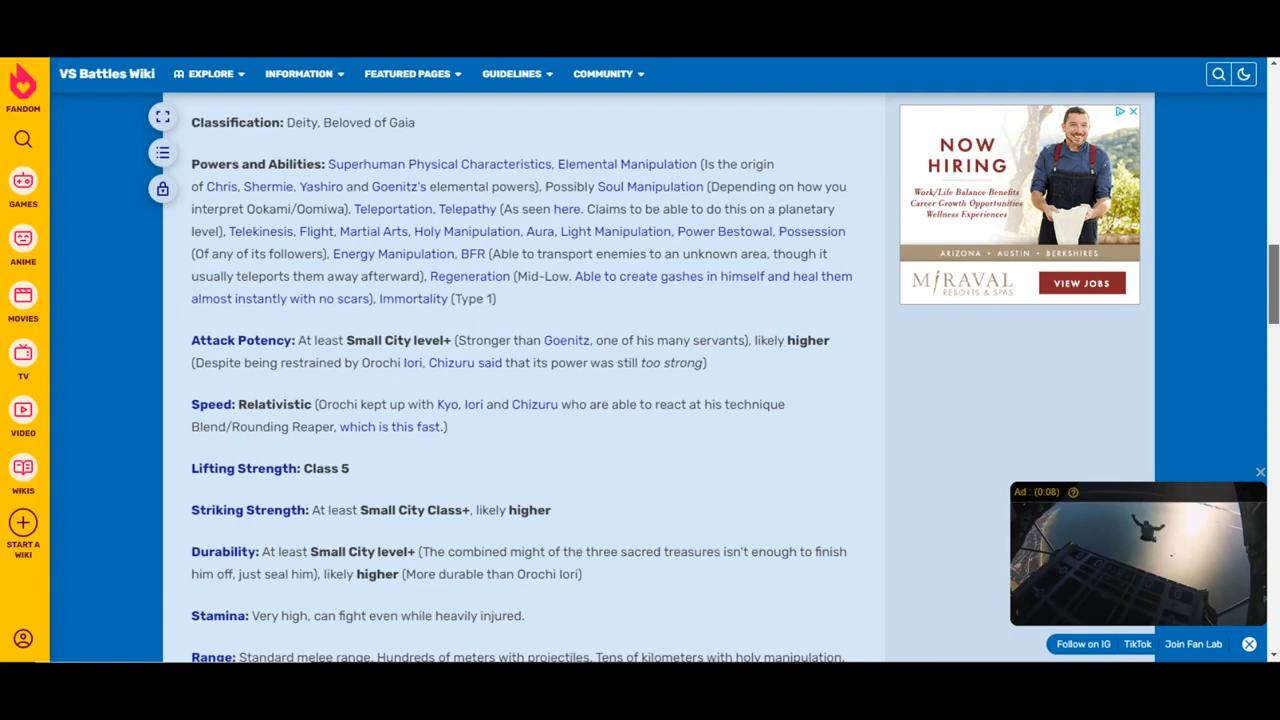 VS Battles Wiki
EXPLORE
INFORMATION
FEATURED PAGES
GUIDELINES
COMMUNITY
FANDOM
GAMES
ANIME
MOVIES
TV
VIDEO
WIKIS
START A
WIKI
Classification: Deity, Beloved of Gaia
Powers and Abilities: Superhuman Physical Characteristics, Elemental Manipulation (Is the origin
of Chris, Shermie, Yashiro and Goenitz's elemental powers), Possibly Soul Manipulation (Depending on how you
interpret Ookami/Oomiwa), Teleportation, Telepathy (As seen here. Claims to be able to do this on a planetary
level), Telekinesis, Flight, Martial Arts, Holy Manipulation, Aura, Light Manipulation, Power Bestowal, Possession
(Of any of its followers), Energy Manipulation, BFR (Able to transport enemies to an unknown area, though it
usually teleports them away afterward), Regeneration (Mid-Low. Able to create gashes in himself and heal them
almost instantly with no scars), Immortality (Type 1)
Attack Potency: At least Small City level+ (Stronger than Goenitz, one of his many servants), likely higher
(Despite being restrained by Orochi Iori, Chizuru said that its power was still too strong)
Speed: Relativistic (Orochi kept up with Kyo, Iori and Chizuru who are able to react at his technique
Blend/Rounding Reaper, which is this fast.)
Lifting Strength: Class 5
Striking Strength: At least Small City Class+, likely higher
Durability: At least Small City level+ (The combined might of the three sacred treasures isn't enough to finish
him off, just seal him), likely higher (More durable than Orochi Iori)
Stamina: Very high, can fight even while heavily injured.
Range: Standard melee range. Hundreds of meters with projectiles. Tens of kilometers with holy manipulation,
NOW
HIRING
Work/Life Balance Benefits
Career Growth Opportunities
Wellness Experiences
ARIZONA • AUSTIN • BERKSHIRES
MIRAVAL
RESORTS & SPAS
VIEW JOBS
Ad : (0:08)
Follow on IG
TikTok
Join Fan Lab